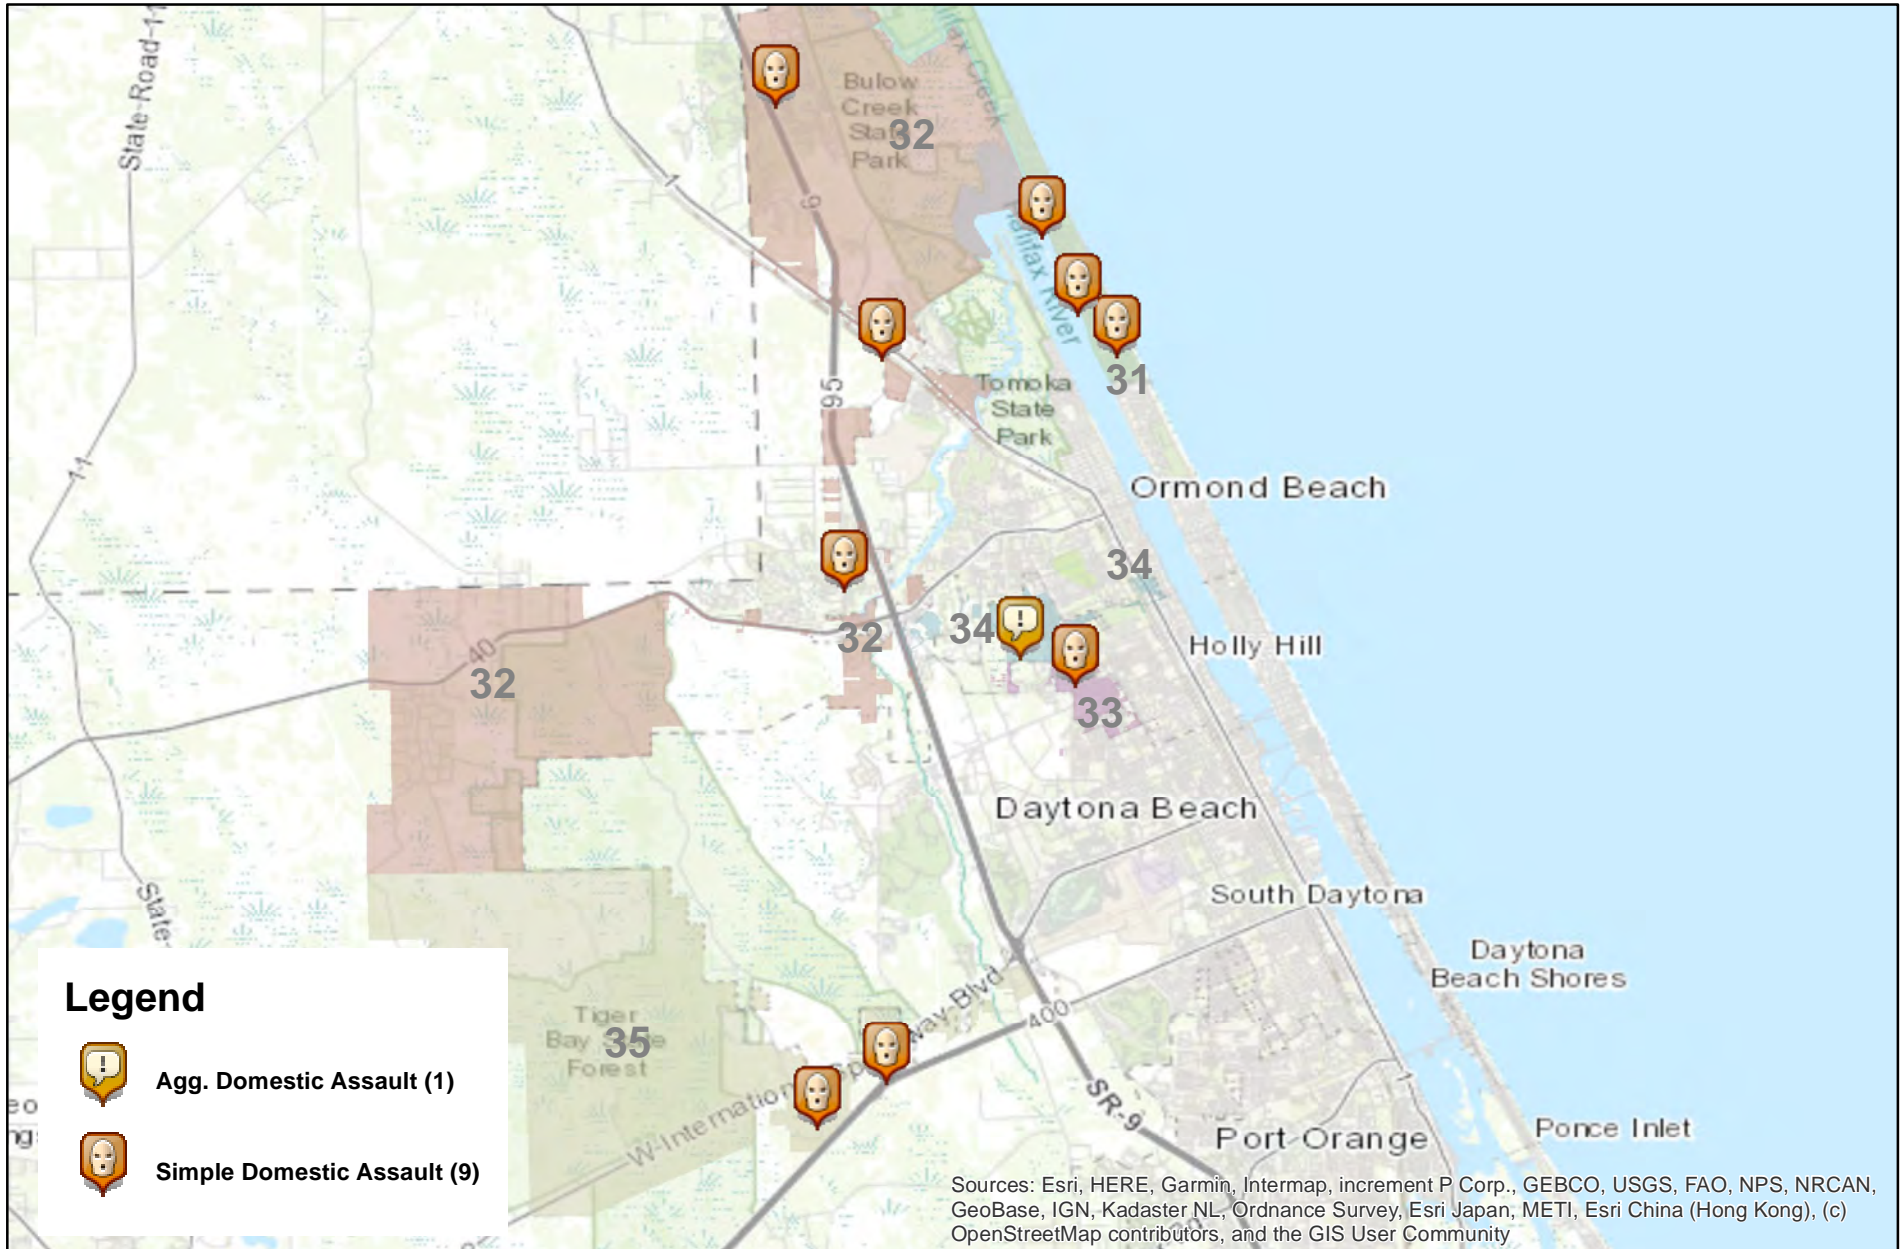 State-Road-11
Halifax Creek
Bulow
Creek
State
Park
32
1
9
Halifax River
31
95
Tomoka
State
Park
11
Ormond Beach
34
40
32
32
34
Holly Hill
33
Daytona Beach
State-
South Daytona
Daytona
Beach Shores
W-International-Speedway-Blvd
400
Tiger
Bay State
Forest
35
SR-9
1
Port Orange
Ponce Inlet
Legend
Agg. Domestic Assault (1)
Simple Domestic Assault (9)
Sources: Esri, HERE, Garmin, Intermap, increment P Corp., GEBCO, USGS, FAO, NPS, NRCAN,
GeoBase, IGN, Kadaster NL, Ordnance Survey, Esri Japan, METI, Esri China (Hong Kong), (c)
OpenStreetMap contributors, and the GIS User Community